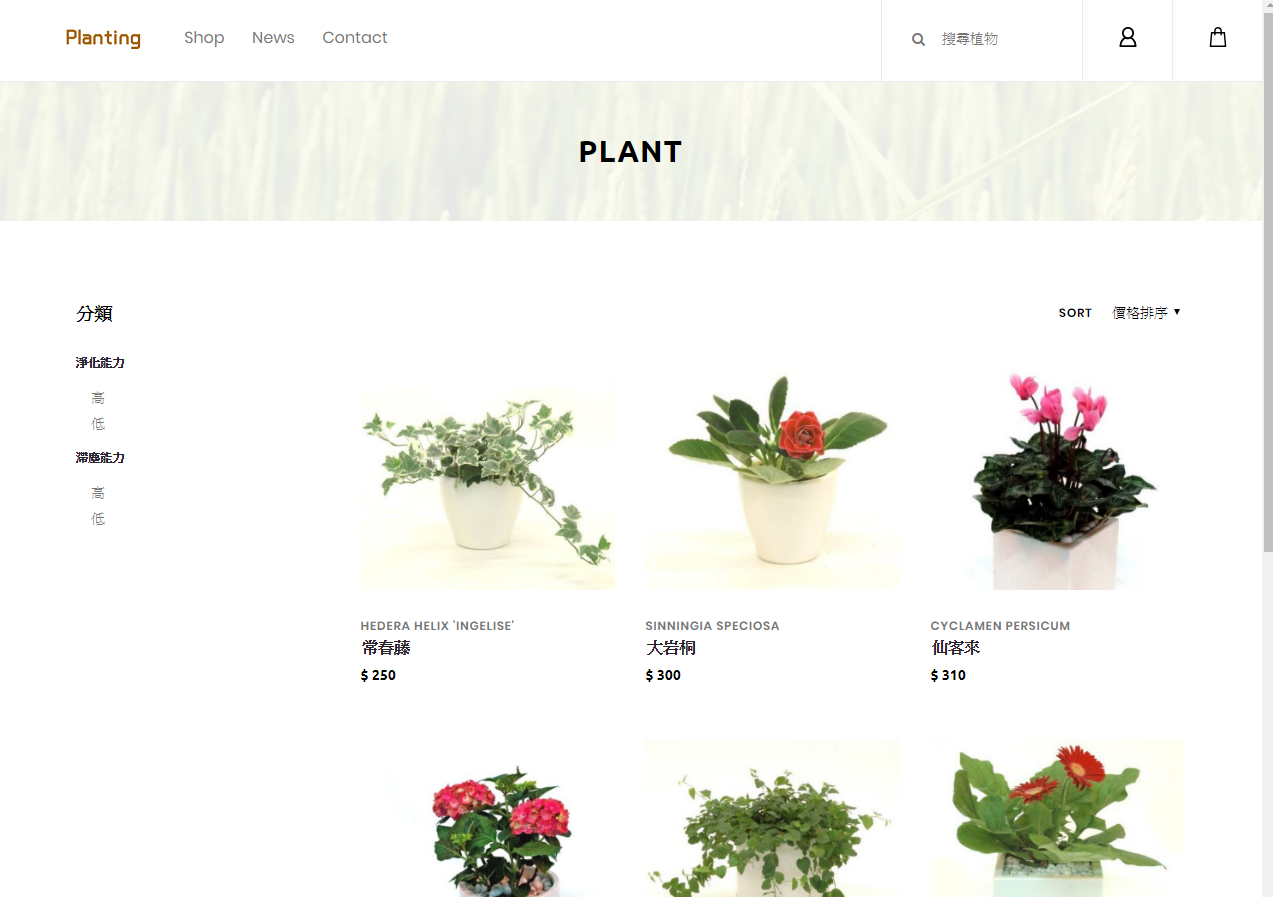 Planting
Shop
News
Contact
搜尋植物
PLANT
分類
SORT
價格排序
淨化能力
高
低
滯塵能力
高
低
HEDERA HELIX 'INGELISE'
常春藤
$ 250
SINNINGIA SPECIOSA
大岩桐
$ 300
CYCLAMEN PERSICUM
仙客來
$ 310